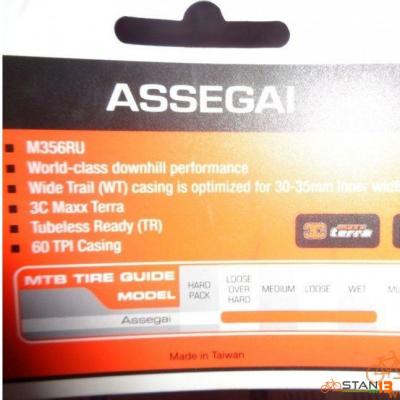 ASSEGAI
M356RU
World-class downhill performance
Wide Trail (WT) casing is optimized for 30-35mm inner
3C Maxx Terra
Tubeless Ready (TR)
60 TPI Casing
3C MAXX terra
MTB TIRE GUIDE
MODEL
HARD PACK
LOOSE OVER HARD
MEDIUM
LOOSE
WET
Assegai
Made in Taiwan
STAN13